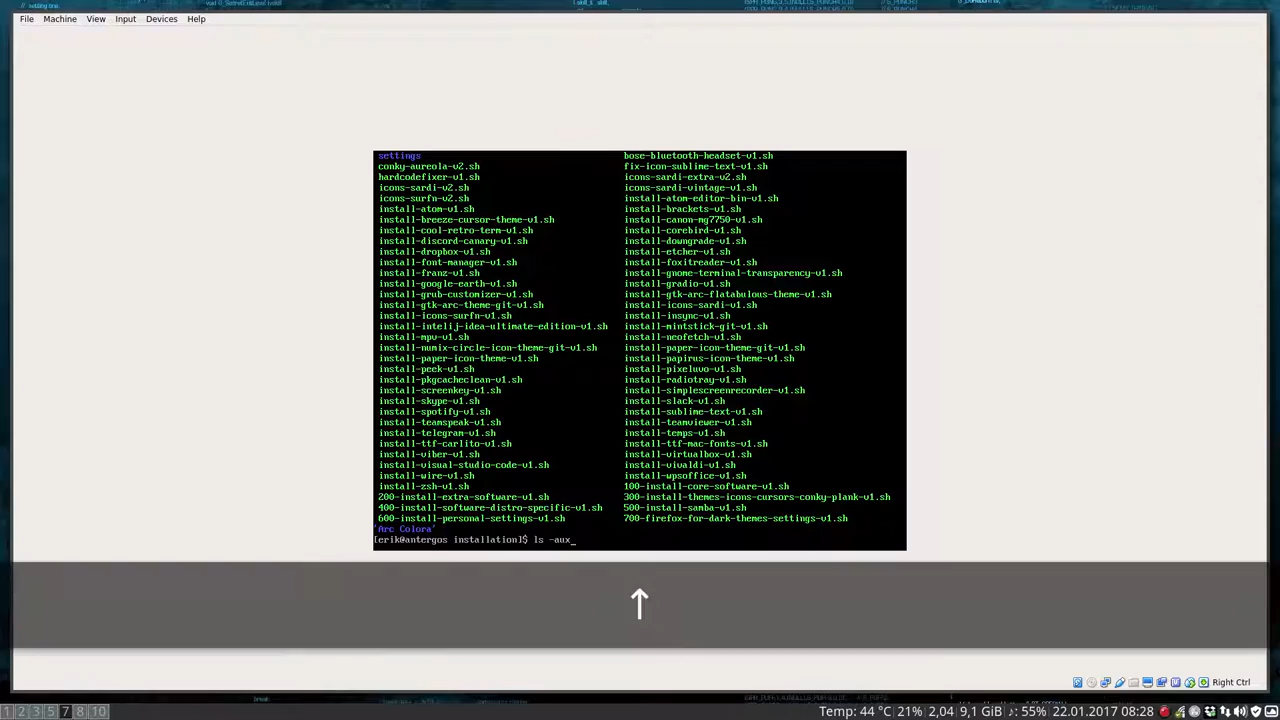 File Machine View Input Devices Help
settings bose-bluetooth-headset-v1.sh
conky-aureola-v2.sh fix-icon-sublime-text-v1.sh
hardcodefixer-v1.sh icons-sardi-extra-v2.sh
icons-sardi-v2.sh icons-sardi-vintage-v1.sh
icons-surfn-v2.sh install-atom-editor-bin-v1.sh
install-atom-v1.sh install-brackets-v1.sh
install-breeze-cursor-theme-v1.sh install-canon-mg7750-v1.sh
install-cool-retro-term-v1.sh install-corebird-v1.sh
install-discord-canary-v1.sh install-downgrade-v1.sh
install-dropbox-v1.sh install-etcher-v1.sh
install-font-manager-v1.sh install-foxitreader-v1.sh
install-franz-v1.sh install-gnome-terminal-transparency-v1.sh
install-google-earth-v1.sh install-gradio-v1.sh
install-grub-customizer-v1.sh install-gtk-arc-flatabulous-theme-v1.sh
install-gtk-arc-theme-git-v1.sh install-icons-sardi-v1.sh
install-icons-surfn-v1.sh install-insync-v1.sh
install-intelij-idea-ultimate-edition-v1.sh install-mintstick-git-v1.sh
install-mpv-v1.sh install-neofetch-v1.sh
install-numix-circle-icon-theme-git-v1.sh install-paper-icon-theme-git-v1.sh
install-paper-icon-theme-v1.sh install-papirus-icon-theme-v1.sh
install-peek-v1.sh install-pixeluvo-v1.sh
install-pkgcacheclean-v1.sh install-radiotray-v1.sh
install-screenkey-v1.sh install-simplescreenrecorder-v1.sh
install-skype-v1.sh install-slack-v1.sh
install-spotify-v1.sh install-sublime-text-v1.sh
install-teamspeak-v1.sh install-teamviewer-v1.sh
install-telegram-v1.sh install-temps-v1.sh
install-ttf-carlito-v1.sh install-ttf-mac-fonts-v1.sh
install-viber-v1.sh install-virtualbox-v1.sh
install-visual-studio-code-v1.sh install-vivaldi-v1.sh
install-wire-v1.sh install-wpsoffice-v1.sh
install-zsh-v1.sh 100-install-core-software-v1.sh
200-install-extra-software-v1.sh 300-install-themes-icons-cursors-conky-plank-v1.sh
400-install-software-distro-specific-v1.sh 500-install-samba-v1.sh
600-install-personal-settings-v1.sh 700-firefox-for-dark-themes-settings-v1.sh
'Arc Colora'
[erik@antergos installation]$ ls -aux_
↑
Right Ctrl
1 2 3 5 7 8 10 Temp: 44 °C 21% 2,04 9,1 GiB ♪: 55% 22.01.2017 08:28